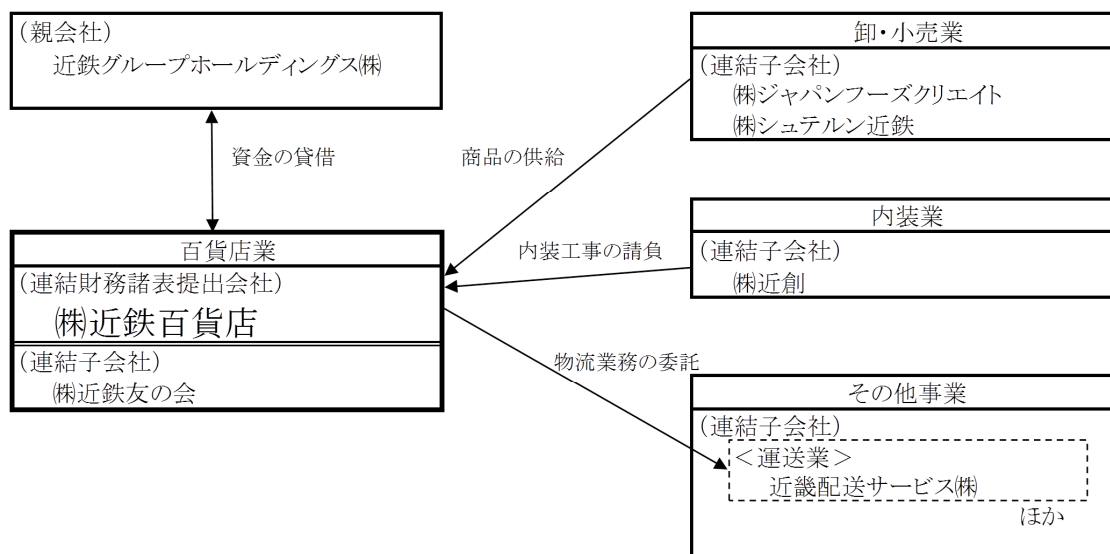 (親会社)
近鉄グループホールディングス㈱
資金の貸借
百貨店業
(連結財務諸表提出会社)
㈱近鉄百貨店
(連結子会社)
㈱近鉄友の会
商品の供給
内装工事の請負
物流業務の委託
卸・小売業
(連結子会社)
㈱ジャパンフーズクリエイト
㈱シュテルン近鉄
内装業
(連結子会社)
㈱近創
その他事業
(連結子会社)
＜運送業＞
近畿配送サービス㈱
ほか